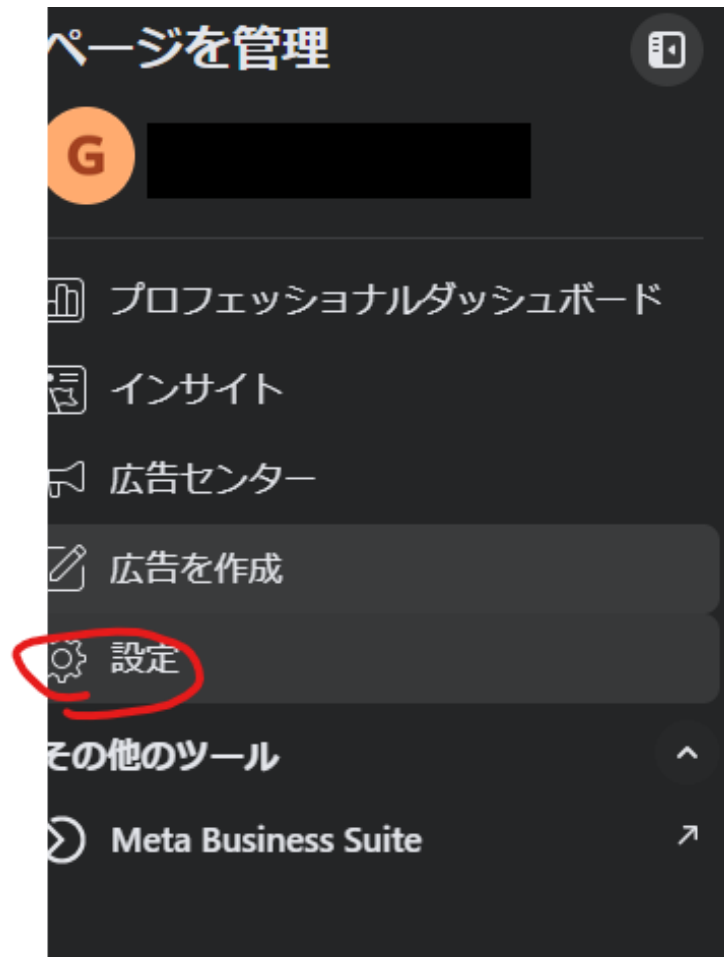 ページを管理
G
プロフェッショナルダッシュボード
インサイト
広告センター
広告を作成
設定
その他のツール
Meta Business Suite